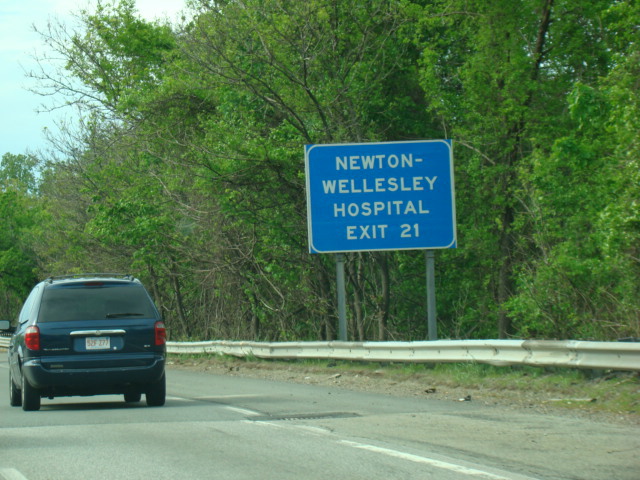 NEWTON-
WELLESLEY
HOSPITAL
EXIT 21